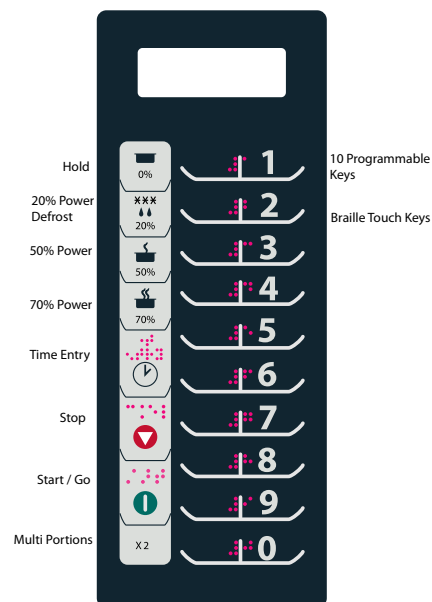 Hold
0%
1
10 Programmable
Keys
20% Power
Defrost
20%
2
Braille Touch Keys
50% Power
50%
3
70% Power
70%
4
5
Time Entry
6
Stop
7
Start / Go
8
9
Multi Portions
X 2
0